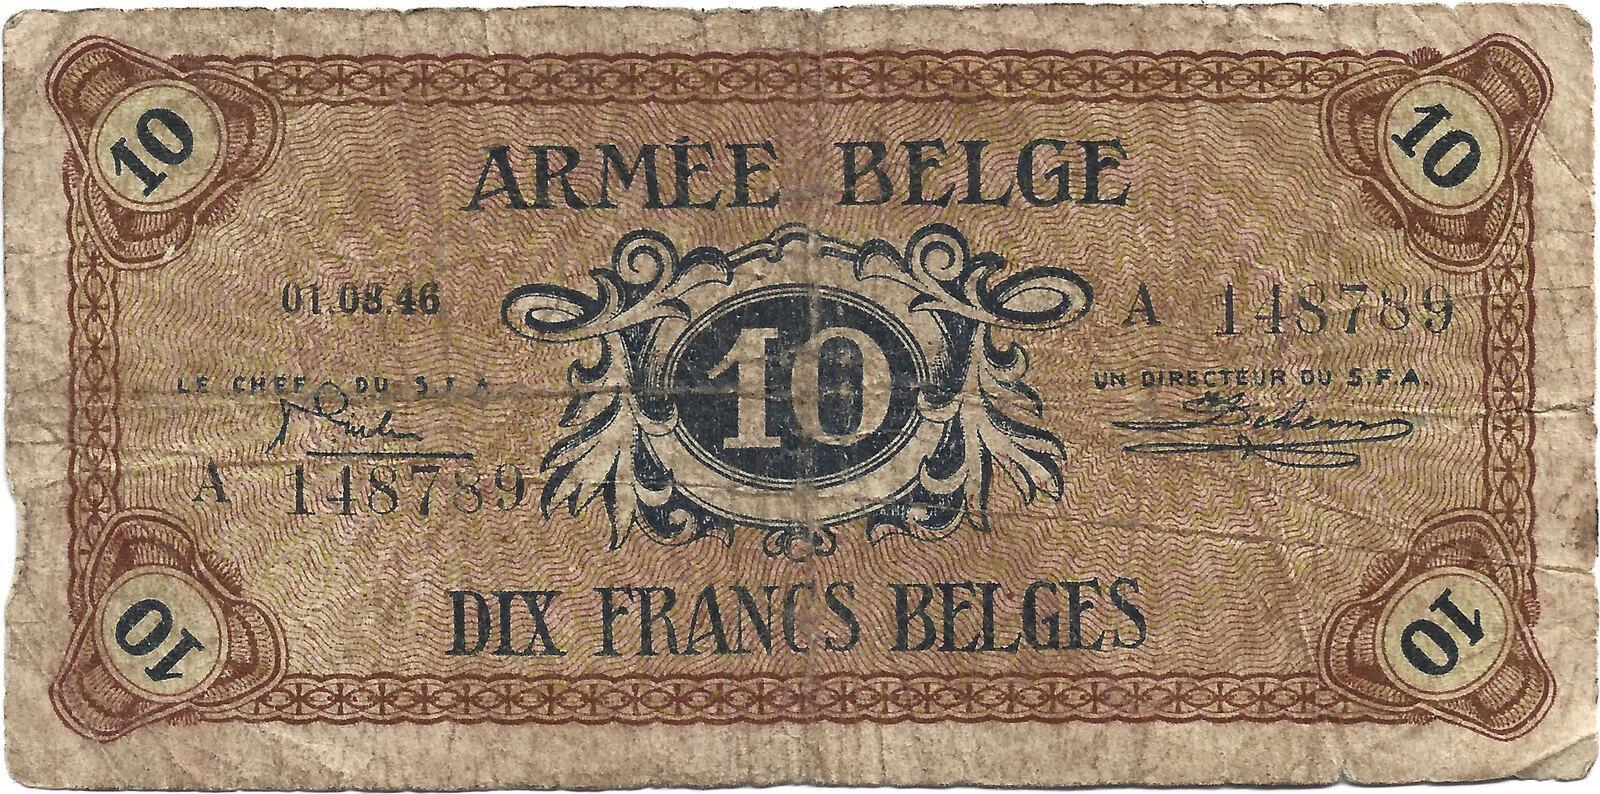 10
10
ARMÉE BELGE
01.08.46
A 148789
10
LE CHEF DU S.F.A.
UN DIRECTEUR DU S.F.A.
A 148789
DIX FRANCS BELGES
10
10